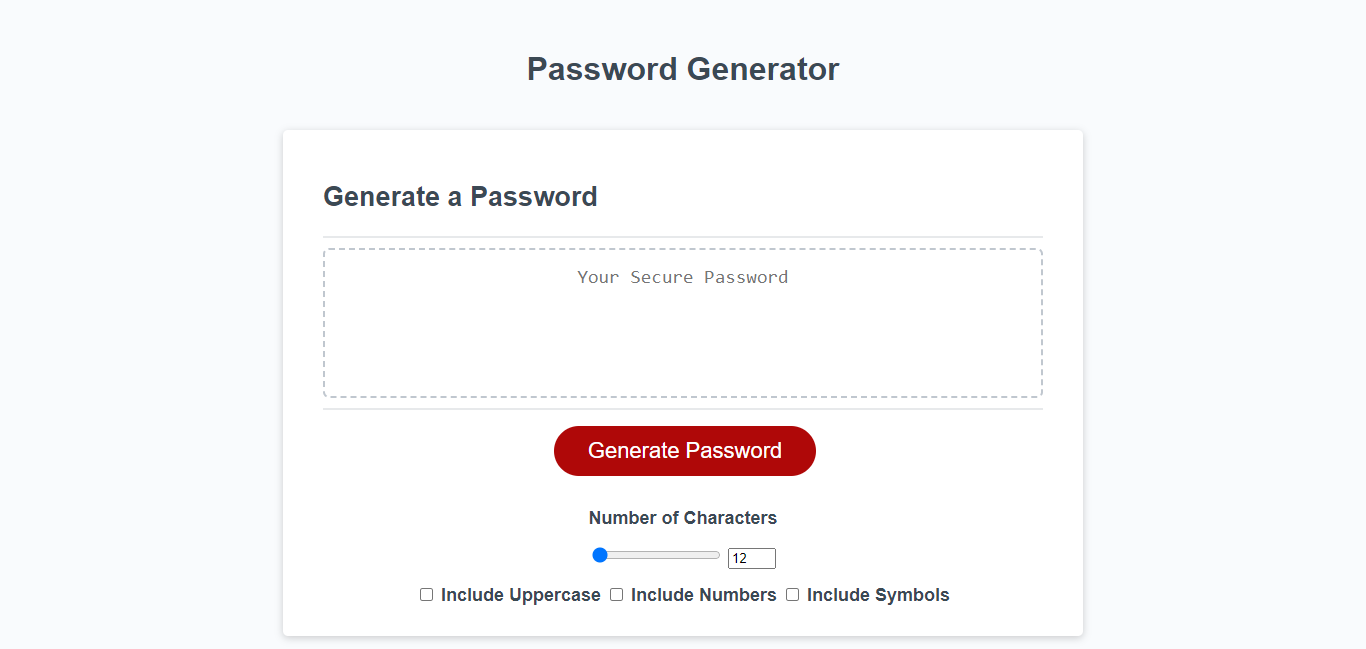 Password Generator
Generate a Password
Your Secure Password
Generate Password
Number of Characters
12
Include Uppercase Include Numbers Include Symbols